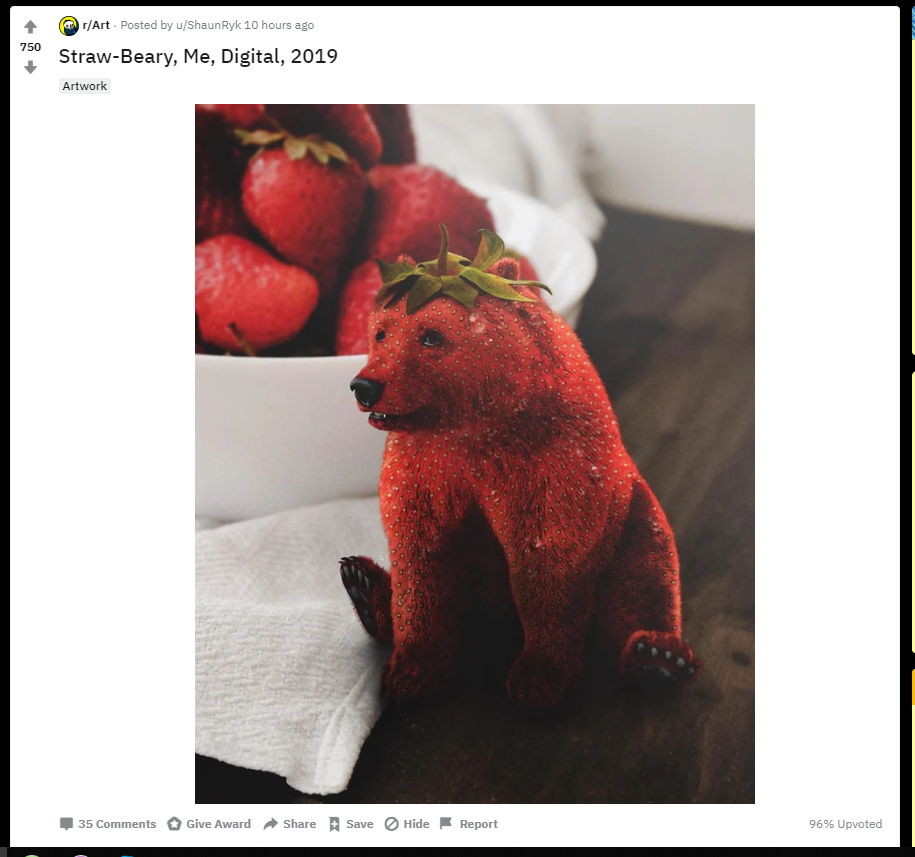 r/Art · Posted by u/ShaunRyk 10 hours ago
750
Straw-Beary, Me, Digital, 2019
Artwork
35 Comments Give Award Share Save Hide Report 96% Upvoted